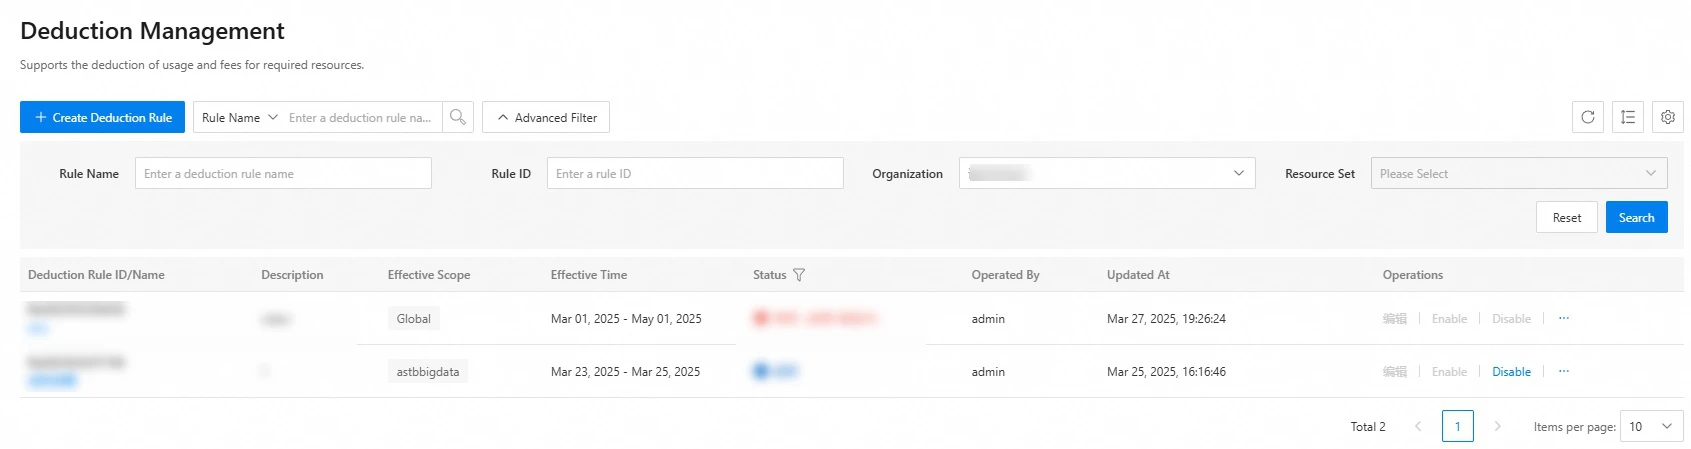 Deduction Management
Supports the deduction of usage and fees for required resources.
Create Deduction Rule
Rule Name
Enter a deduction rule na...
Advanced Filter
Rule Name
Enter a deduction rule name
Rule ID
Enter a rule ID
Organization
Resource Set
Please Select
Reset
Search
Deduction Rule ID/Name Description Effective Scope Effective Time Status Operated By Updated At Operations
Global Mar 01, 2025 - May 01, 2025 admin Mar 27, 2025, 19:26:24 编辑 Enable Disable ...
astbbigdata Mar 23, 2025 - Mar 25, 2025 admin Mar 25, 2025, 16:16:46 编辑 Enable Disable ...
Total 2 1 Items per page: 10